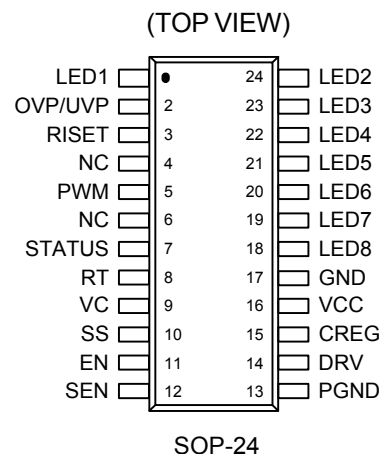 (TOP VIEW)
LED1 24 LED2
OVP/UVP 2 23 LED3
RISET 3 22 LED4
NC 4 21 LED5
PWM 5 20 LED6
NC 6 19 LED7
STATUS 7 18 LED8
RT 8 17 GND
VC 9 16 VCC
SS 10 15 CREG
EN 11 14 DRV
SEN 12 13 PGND
SOP-24